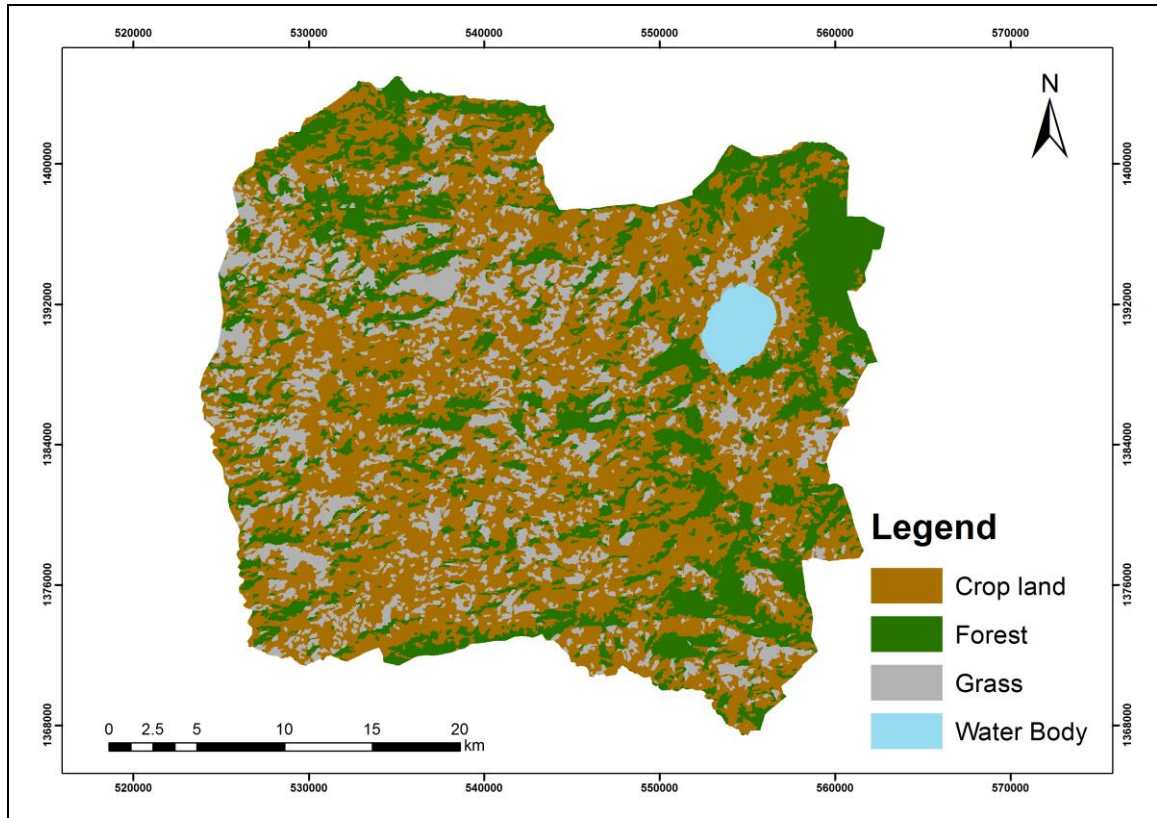 520000 530000 540000 550000 560000 570000
N
1400000 1400000
1392000 1392000
1384000 1384000
Legend
Crop land
1376000 1376000
Forest
Grass
0 2.5 5 10 15 20
km
Water Body
1368000 1368000
520000 530000 540000 550000 560000 570000